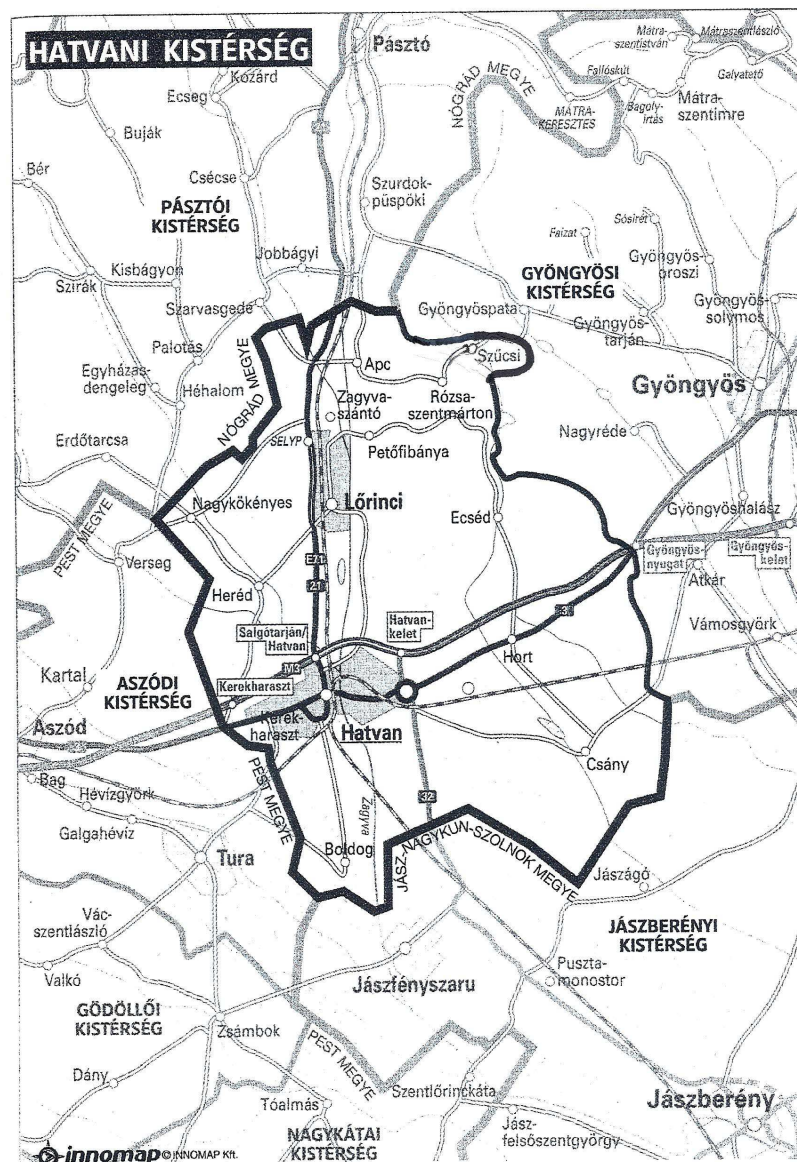 HATVANI KISTÉRSÉG
Pásztó
Mátra-
szentistván
Mátraszentlászló
Galyatető
Fallóskút
Bagoly-
irtás
Mátra-
szentimre
MÁTRA-
KERESZTES
NÓGRÁD MEGYE
Kozárd
Ecseg
Buják
Bér
Csécse
PÁSZTÓI
KISTÉRSÉG
Szurdok-
püspöki
Jobbágyi
Kisbágyon
Szirák
Szarvasgede
Palotás
Egyházas-
dengeleg
Héhalom
Erdőtarcsa
Sósirét
Gyöngyös-
oroszi
GYÖNGYÖSI
KISTÉRSÉG
Gyöngyöspata
Gyöngyös-
tarján
Gyöngyös-
solymos
Gyöngyös
Szűcsi
Apc
Rózsa-
szentmárton
Zagyva-
szántó
NÓGRÁD MEGYE
SELYP
Petőfibánya
Nagyréde
Lőrinci
Ecséd
Nagykökényes
Gyöngyöshalász
PEST MEGYE
Verseg
Gyöngyös-
nyugat
Gyöngyös-
kelet
Atkár
E71
21
Heréd
3
Vámosgyörk
Salgótarján/
Hatvan
Hatvan-
kelet
Hort
M3
Kartal
ASZÓDI
KISTÉRSÉG
Kerekharaszt
Aszód
Kerek-
haraszt
Hatvan
Csány
Bag
Hévízgyörk
Galgahévíz
PEST MEGYE
Zagyva
32
Tura
Boldog
JÁSZ-NAGYKUN-SZOLNOK MEGYE
Jászágó
JÁSZBERÉNYI
KISTÉRSÉG
Vác-
szentlászló
Valkó
Jászfényszaru
Puszta-
monostor
GÖDÖLLŐI
KISTÉRSÉG
Zsámbok
PEST MEGYE
Dány
Tóalmás
Szentlőrinckáta
Jászberény
Jász-
felsőszentgyörgy
NAGYKÁTAI
KISTÉRSÉG
innomap © INNOMAP Kft.